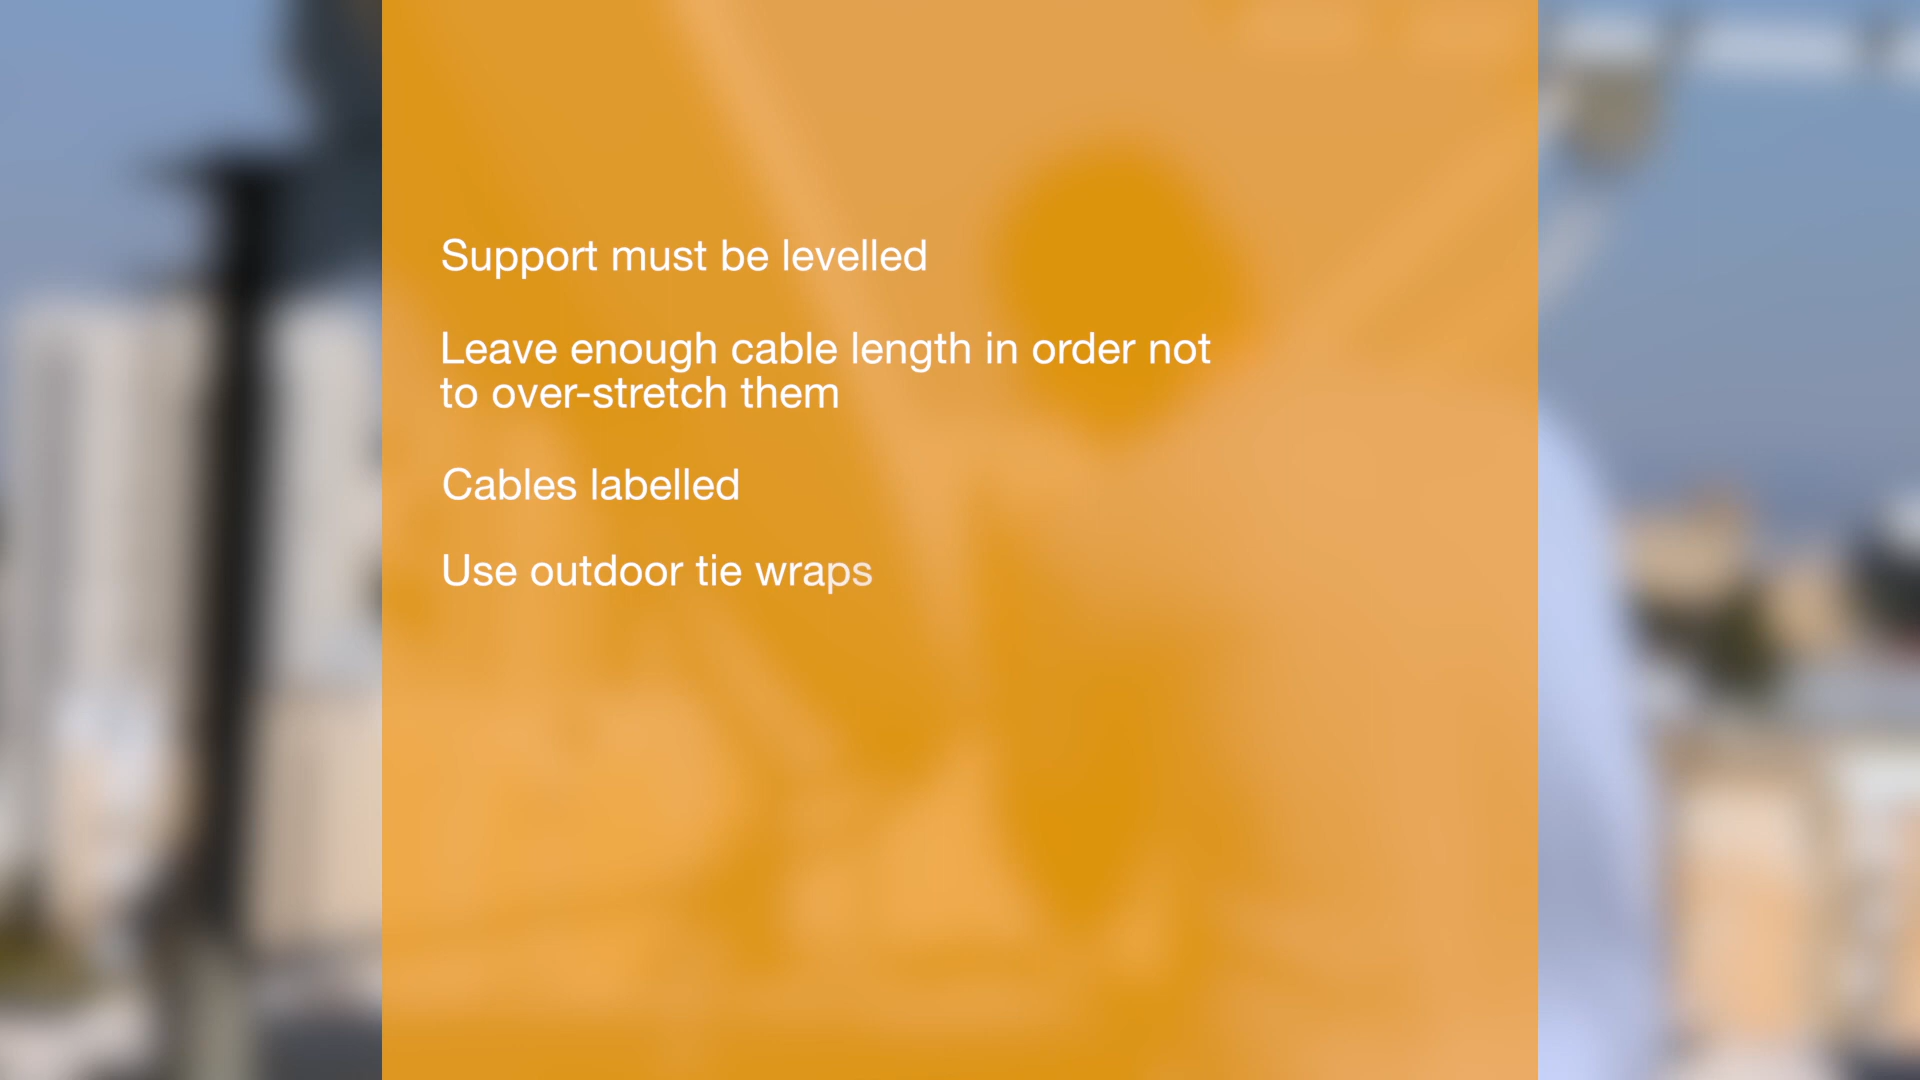 Support must be levelled
Leave enough cable length in order not
to over-stretch them
Cables labelled
Use outdoor tie wraps